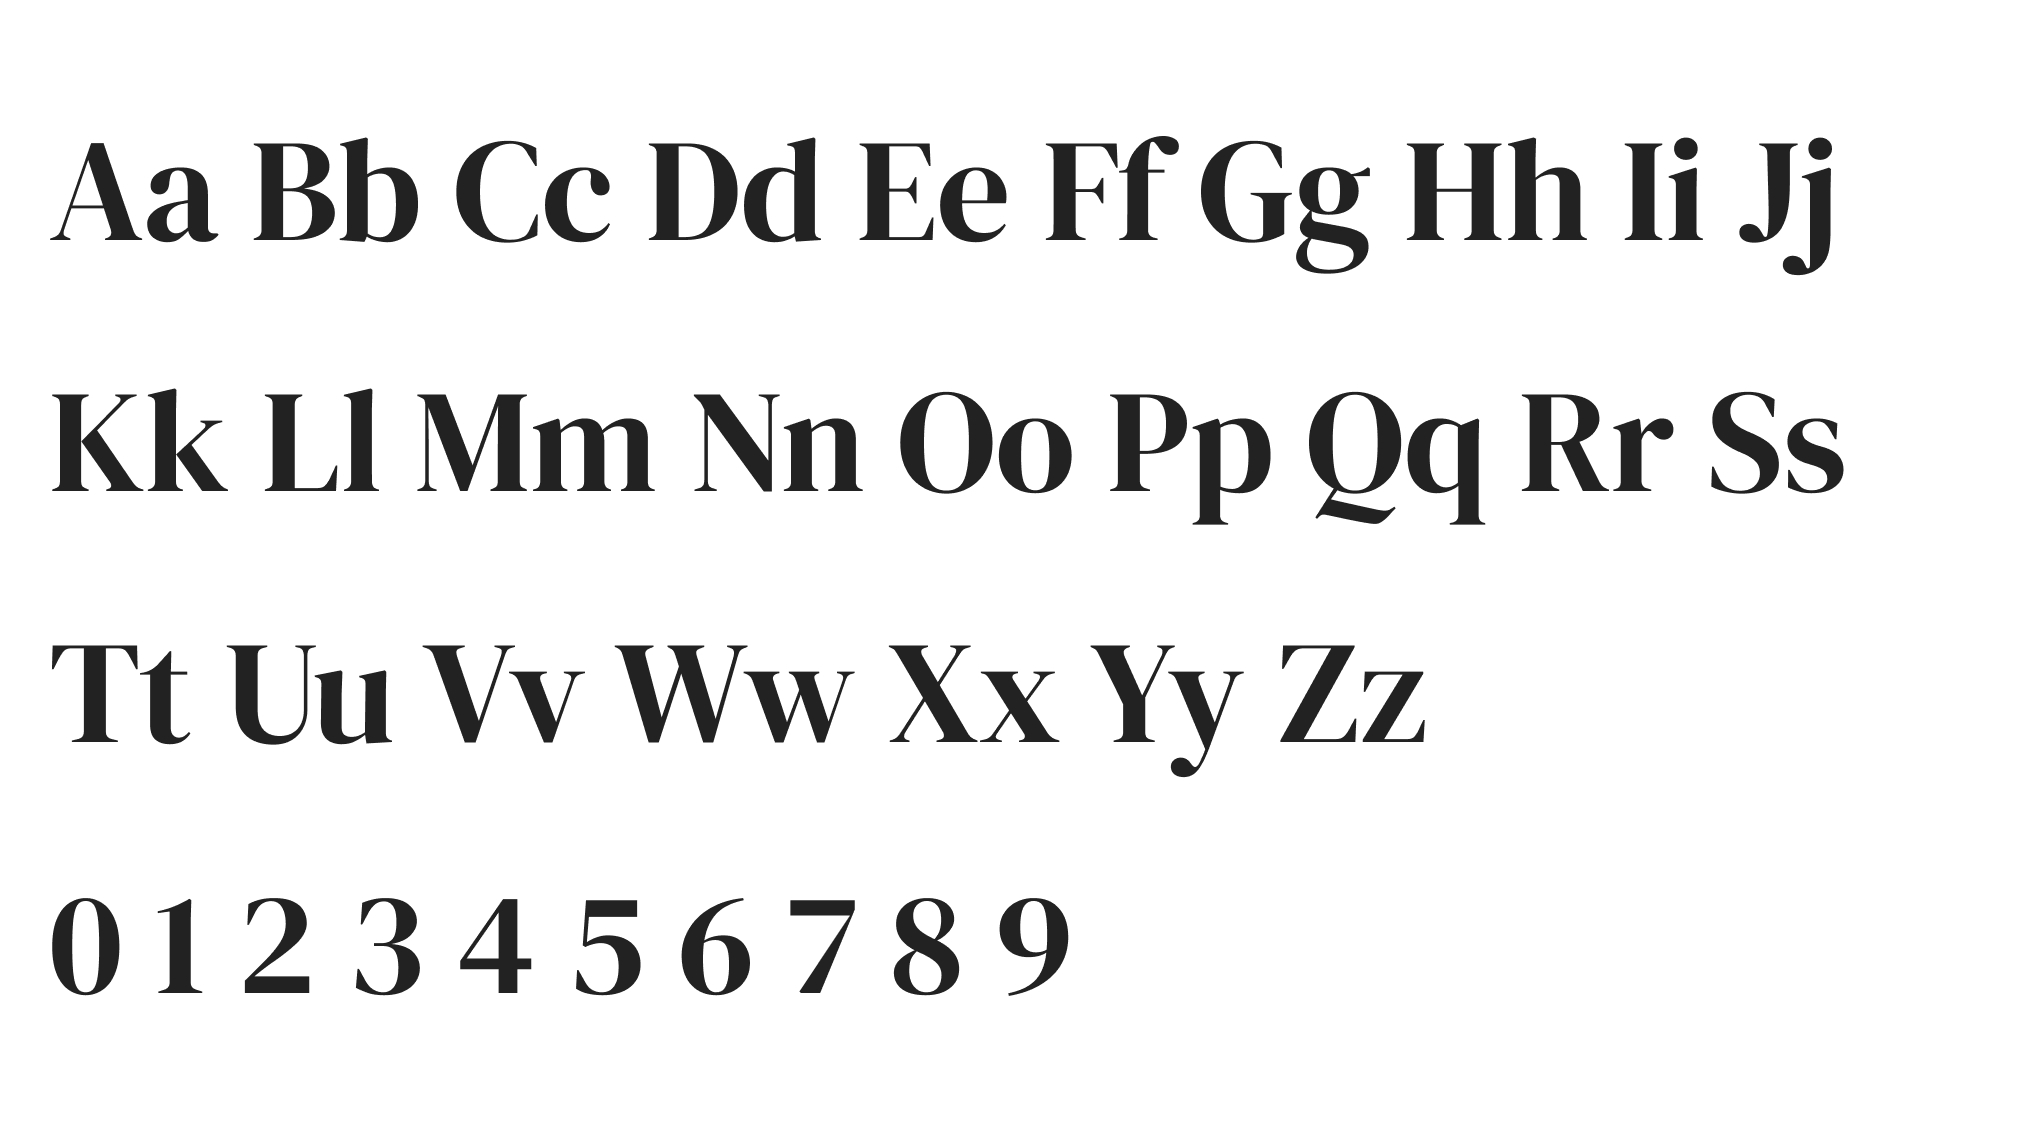 Aa Bb Cc Dd Ee Ff Gg Hh Ii Jj
Kk Ll Mm Nn Oo Pp Qq Rr Ss
Tt Uu Vv Ww Xx Yy Zz
0 1 2 3 4 5 6 7 8 9